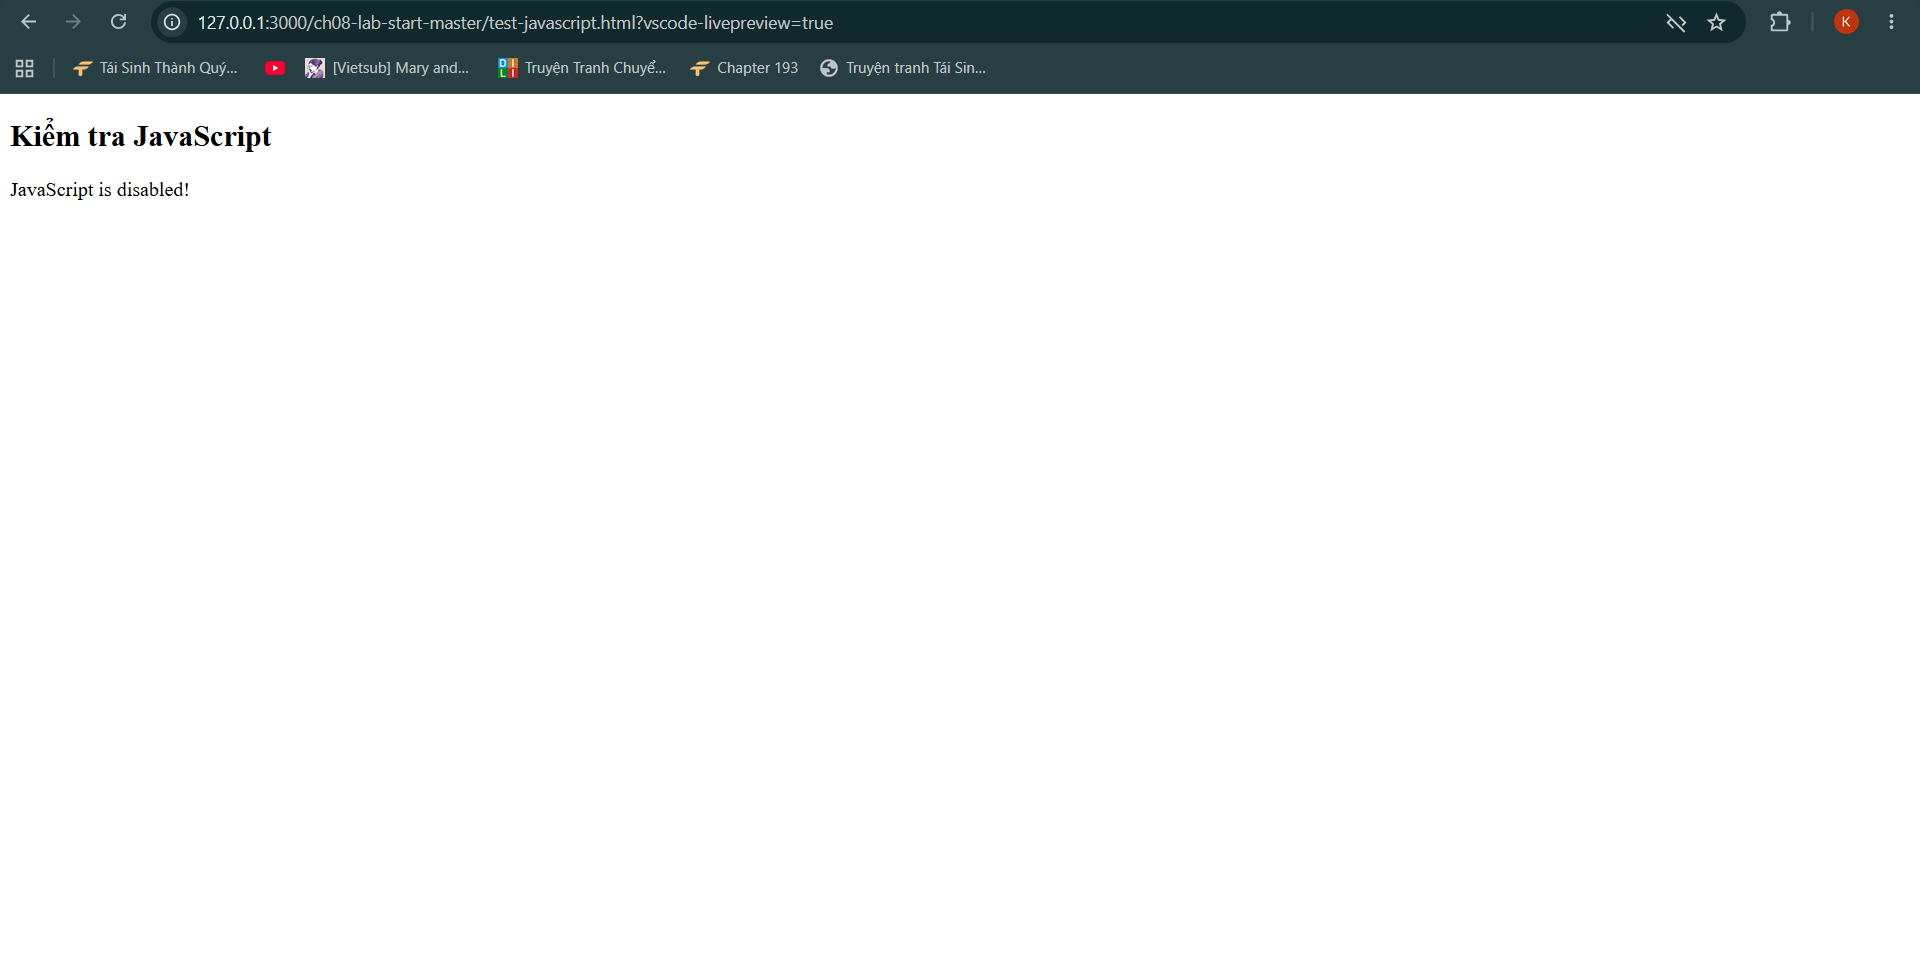 127.0.0.1:3000/ch08-lab-start-master/test-javascript.html?vscode-livepreview=true
K
Tái Sinh Thành Quý...
[Vietsub] Mary and...
DILI
Truyện Tranh Chuyể...
Chapter 193
Truyện tranh Tái Sin...
Kiểm tra JavaScript
JavaScript is disabled!